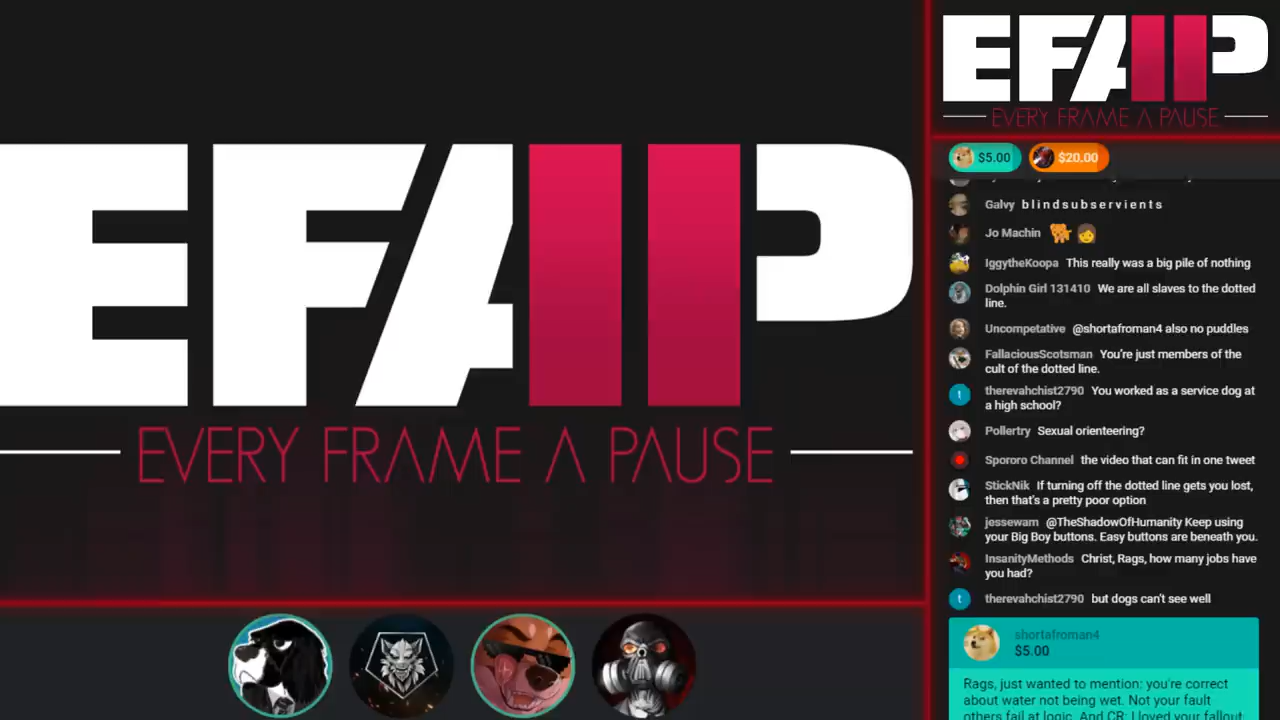 EFAP
EVERY FRAME A PAUSE
EFAP
EVERY FRAME A PAUSE
$5.00
$20.00
Galvy b l i n d s u b s e r v i e n t s
Jo Machin
IggytheKoopa This really was a big pile of nothing
Dolphin Girl 131410 We are all slaves to the dotted
line.
Uncompetative @shortafroman4 also no puddles
FallaciousScotsman You're just members of the
cult of the dotted line.
t
therevahchist2790 You worked as a service dog at
a high school?
Pollertry Sexual orienteering?
Spororo Channel the video that can fit in one tweet
StickNik If turning off the dotted line gets you lost,
then that's a pretty poor option
jessewam @TheShadowOfHumanity Keep using
your Big Boy buttons. Easy buttons are beneath you.
InsanityMethods Christ, Rags, how many jobs have
you had?
t
therevahchist2790 but dogs can't see well
shortafroman4
$5.00
Rags, just wanted to mention: you're correct
about water not being wet. Not your fault
others fail at logic. And CR: I loved your fallout